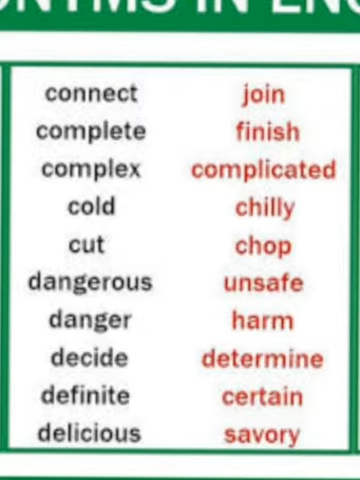 connect join
complete finish
complex complicated
cold chilly
cut chop
dangerous unsafe
danger harm
decide determine
definite certain
delicious savory